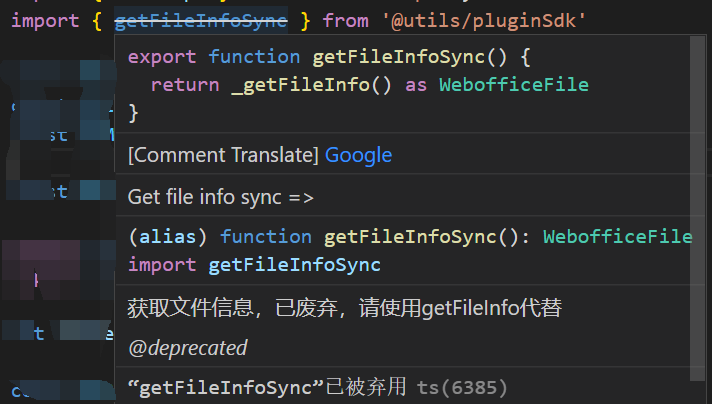 import { getFileInfoSync } from '@utils/pluginSdk'
export function getFileInfoSync() {
return _getFileInfo() as WebofficeFile
}
[Comment Translate] Google
Get file info sync =>
(alias) function getFileInfoSync(): WebofficeFile
import getFileInfoSync
获取文件信息，已废弃，请使用getFileInfo代替
@deprecated
“getFileInfoSync”已被弃用 ts(6385)